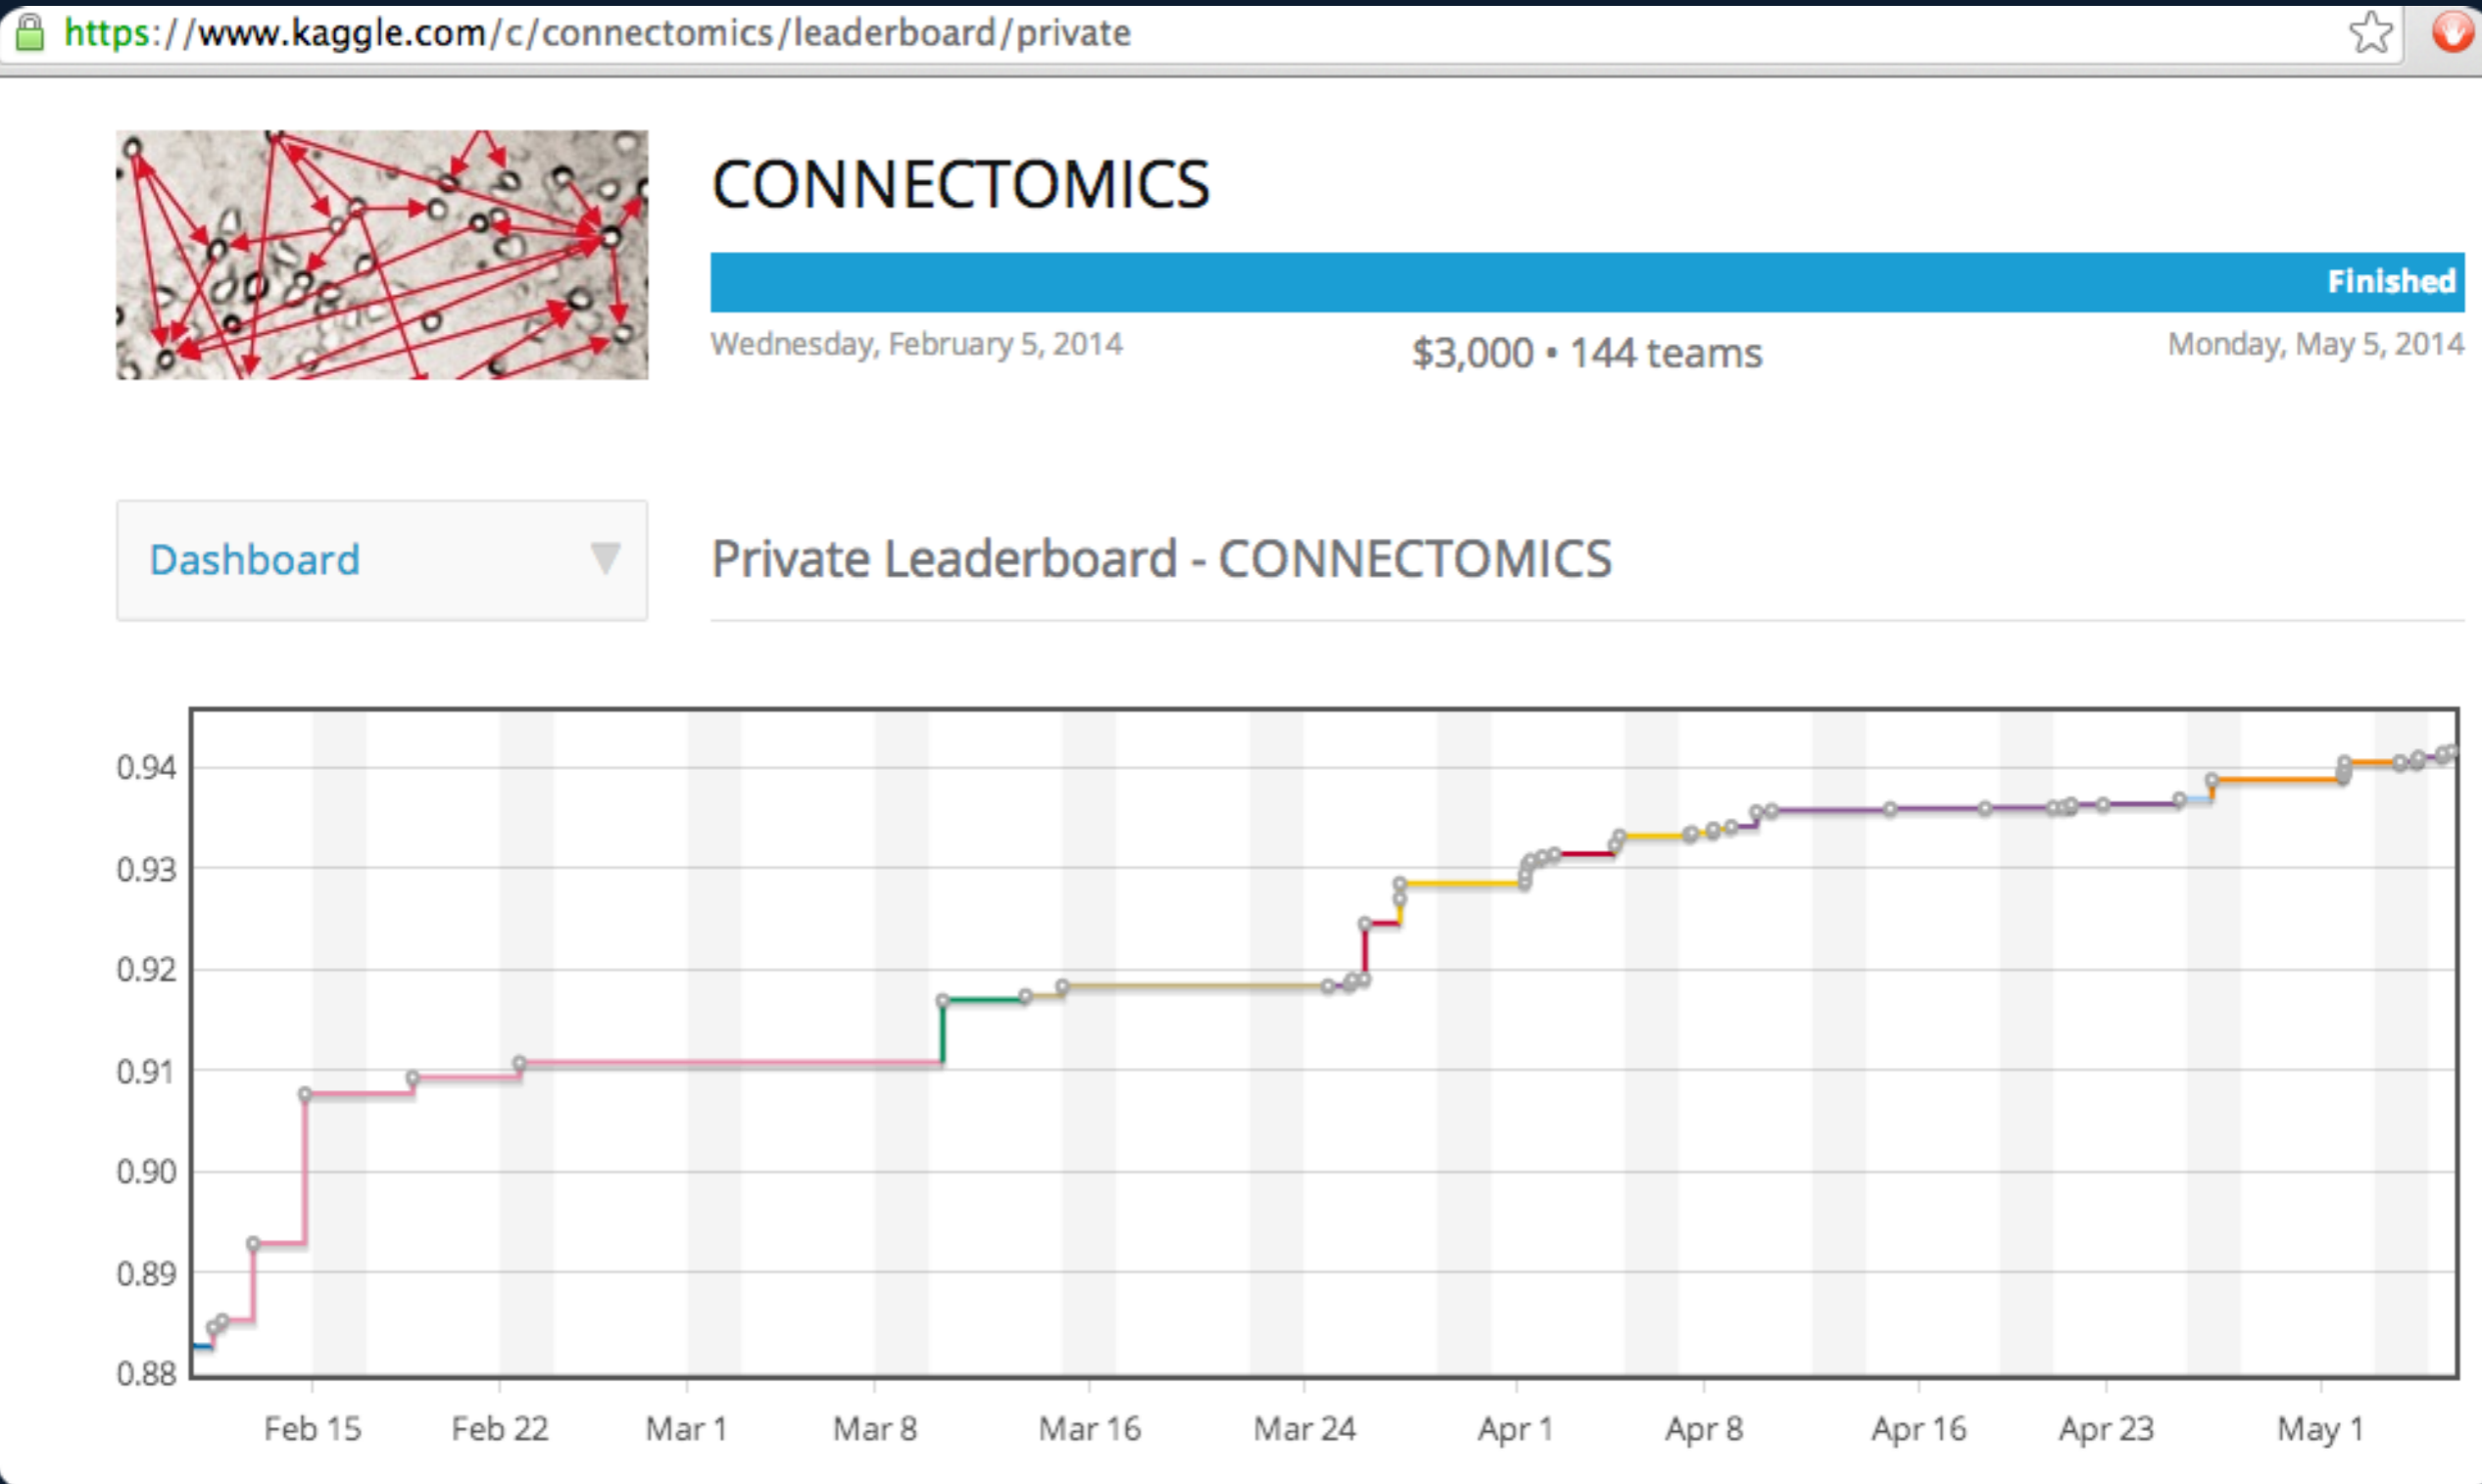 https://www.kaggle.com/c/connectomics/leaderboard/private
CONNECTOMICS
Finished
Wednesday, February 5, 2014
$3,000 • 144 teams
Monday, May 5, 2014
Dashboard
Private Leaderboard - CONNECTOMICS
0.94
0.93
0.92
0.91
0.90
0.89
0.88
Feb 15 Feb 22 Mar 1 Mar 8 Mar 16 Mar 24 Apr 1 Apr 8 Apr 16 Apr 23 May 1